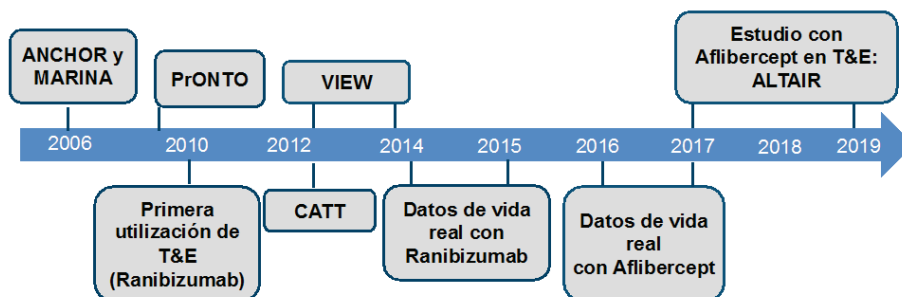 ANCHOR y
MARINA
PrONTO
VIEW
Estudio con
Aflibercept en T&E:
ALTAIR
2006
2010
2012
2014
2015
2016
2017
2018
2019
Primera
utilización de
T&E
(Ranibizumab)
CATT
Datos de vida
real con
Ranibizumab
Datos de vida
real
con Aflibercept